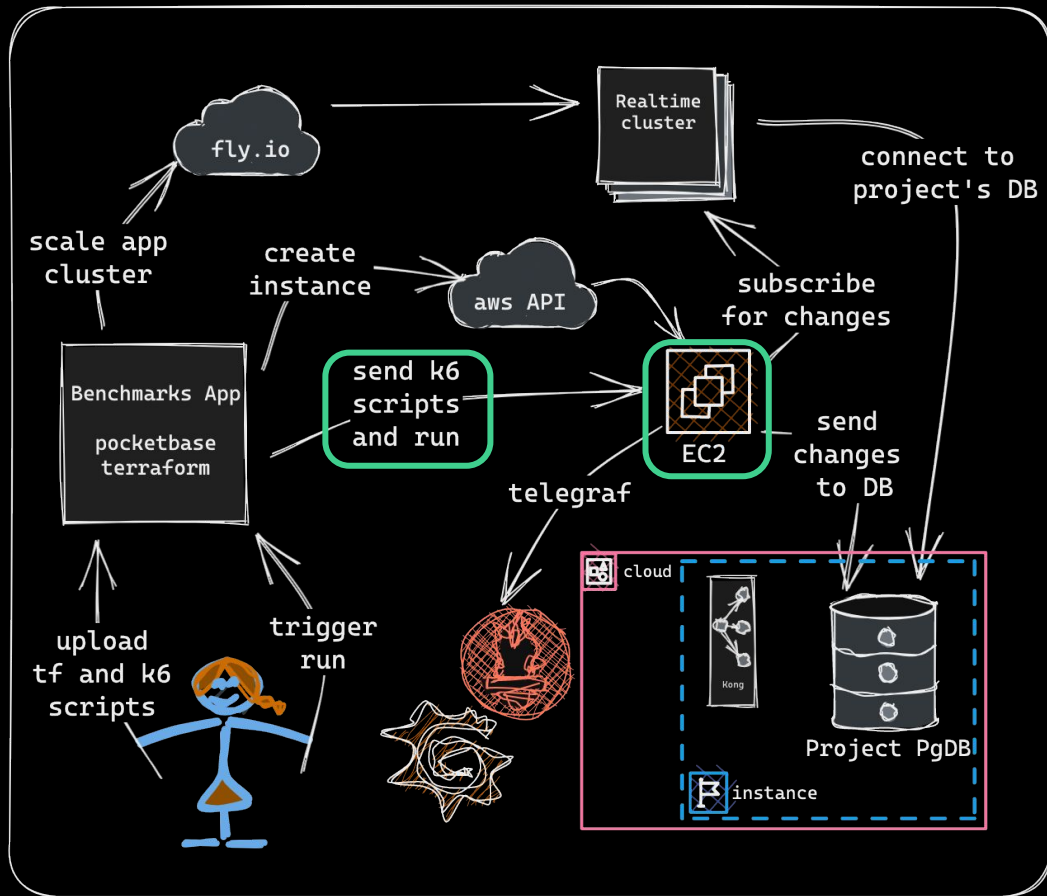 fly.io
Realtime
cluster
connect to
project's DB
scale app
cluster
create
instance
aws API
subscribe
for changes
Benchmarks App
pocketbase
terraform
send k6
scripts
and run
EC2
send
changes
to DB
telegraf
cloud
upload
tf and k6
scripts
trigger
run
Kong
Project PgDB
instance